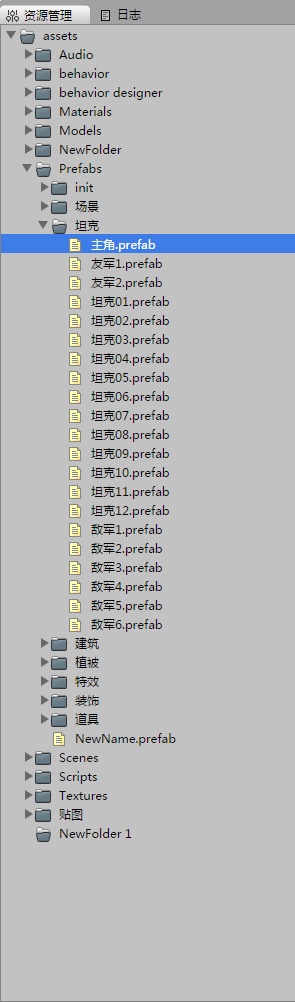 资源管理 日志
assets
Audio
behavior
behavior designer
Materials
Models
NewFolder
Prefabs
init
场景
坦克
主角.prefab
友军1.prefab
友军2.prefab
坦克01.prefab
坦克02.prefab
坦克03.prefab
坦克04.prefab
坦克05.prefab
坦克06.prefab
坦克07.prefab
坦克08.prefab
坦克09.prefab
坦克10.prefab
坦克11.prefab
坦克12.prefab
敌军1.prefab
敌军2.prefab
敌军3.prefab
敌军4.prefab
敌军5.prefab
敌军6.prefab
建筑
植被
特效
装饰
道具
NewName.prefab
Scenes
Scripts
Textures
贴图
NewFolder 1